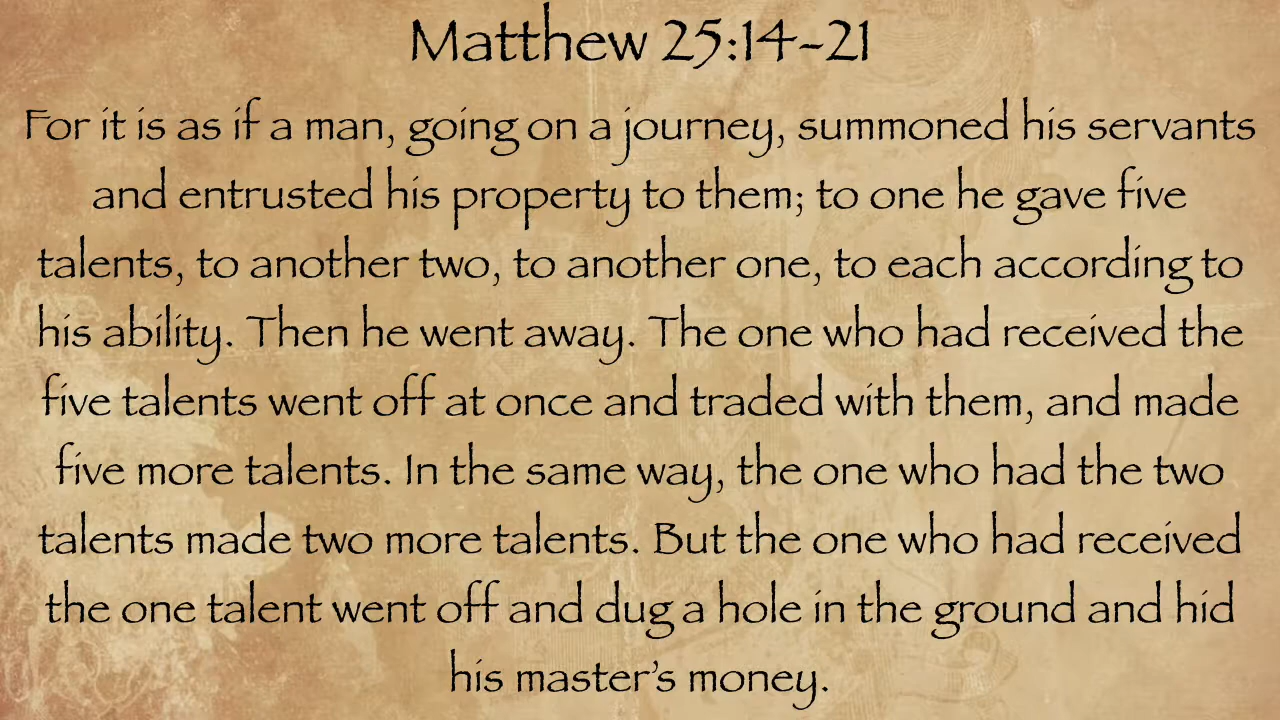 Matthew 25:14-21
For it is as if a man, going on a journey, summoned his servants
and entrusted his property to them; to one he gave five
talents, to another two, to another one, to each according to
his ability. Then he went away. The one who had received the
five talents went off at once and traded with them, and made
five more talents. In the same way, the one who had the two
talents made two more talents. But the one who had received
the one talent went off and dug a hole in the ground and hid
his master’s money.